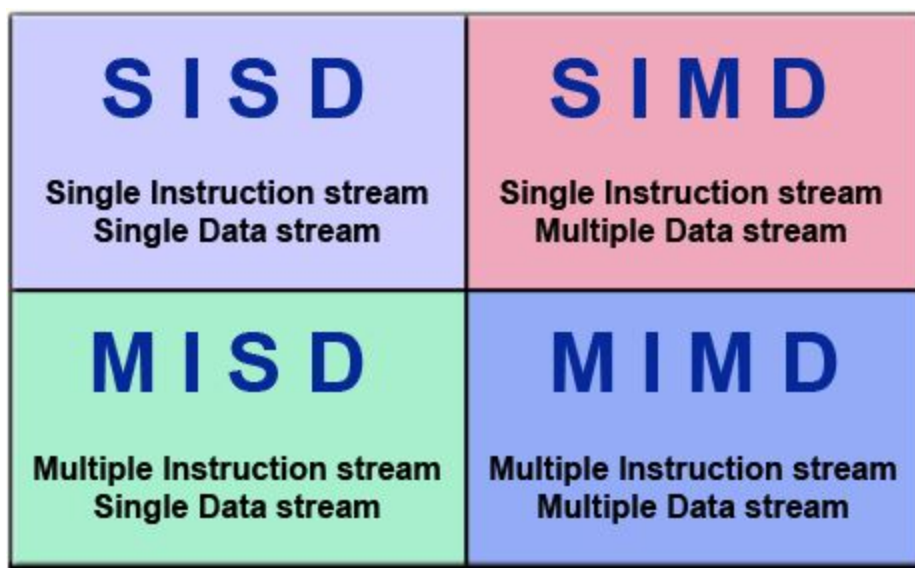 S I S D
Single Instruction stream
Single Data stream
S I M D
Single Instruction stream
Multiple Data stream
M I S D
Multiple Instruction stream
Single Data stream
M I M D
Multiple Instruction stream
Multiple Data stream